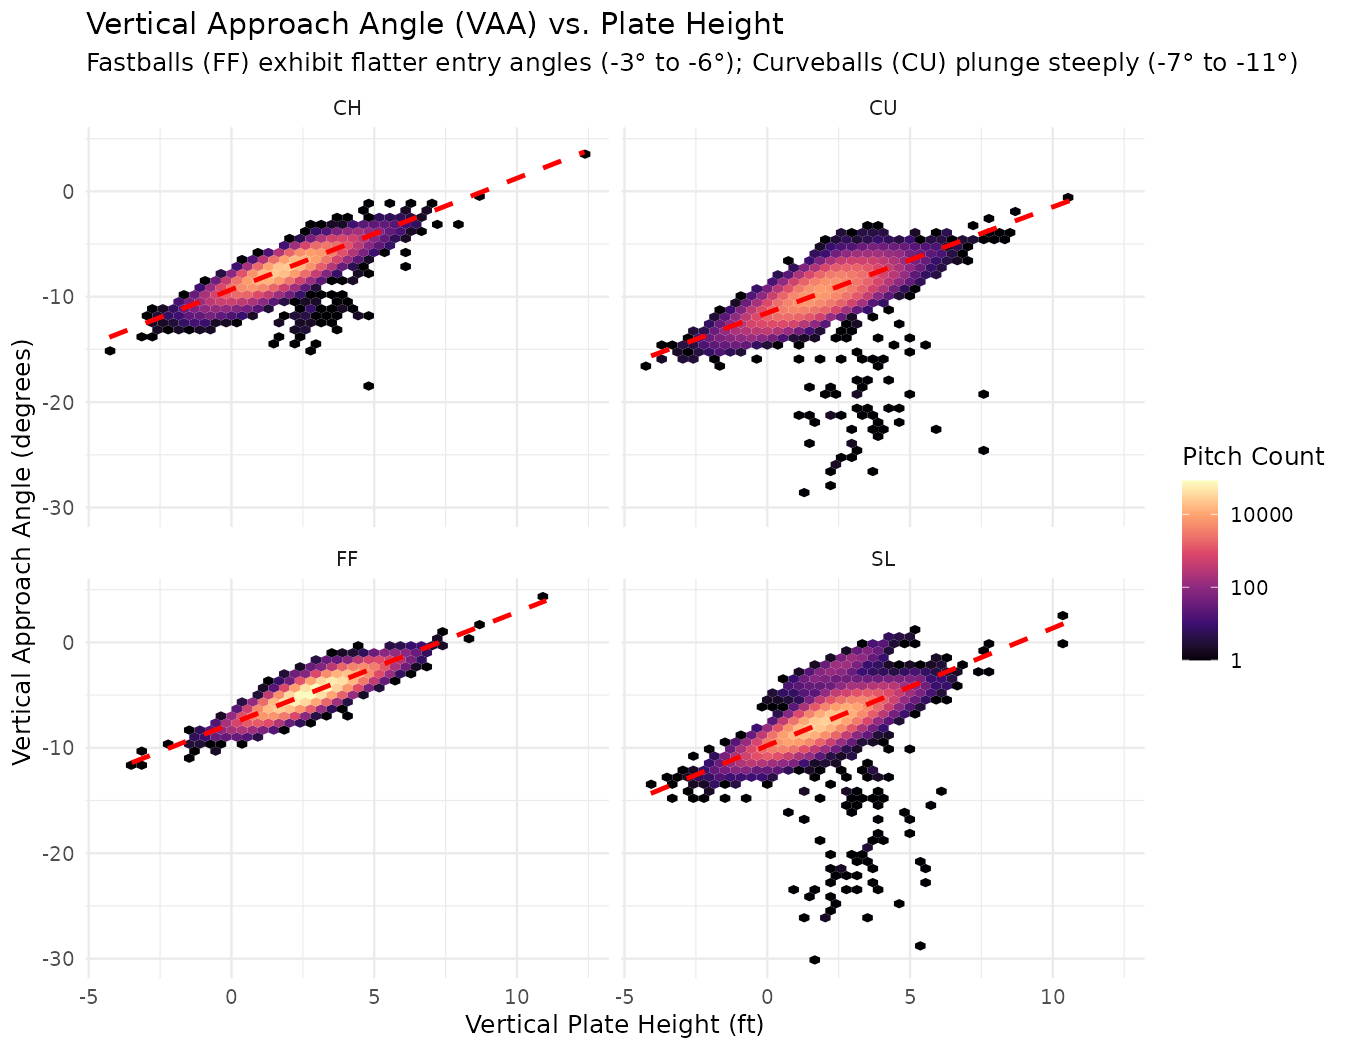 Vertical Approach Angle (VAA) vs. Plate Height
Fastballs (FF) exhibit flatter entry angles (-3° to -6°); Curveballs (CU) plunge steeply (-7° to -11°)
CH
CU
0
-10
-20
-30
FF
SL
0
-10
-20
-30
-5
0
5
10
-5
0
5
10
Vertical Plate Height (ft)
Vertical Approach Angle (degrees)
Pitch Count
10000
100
1